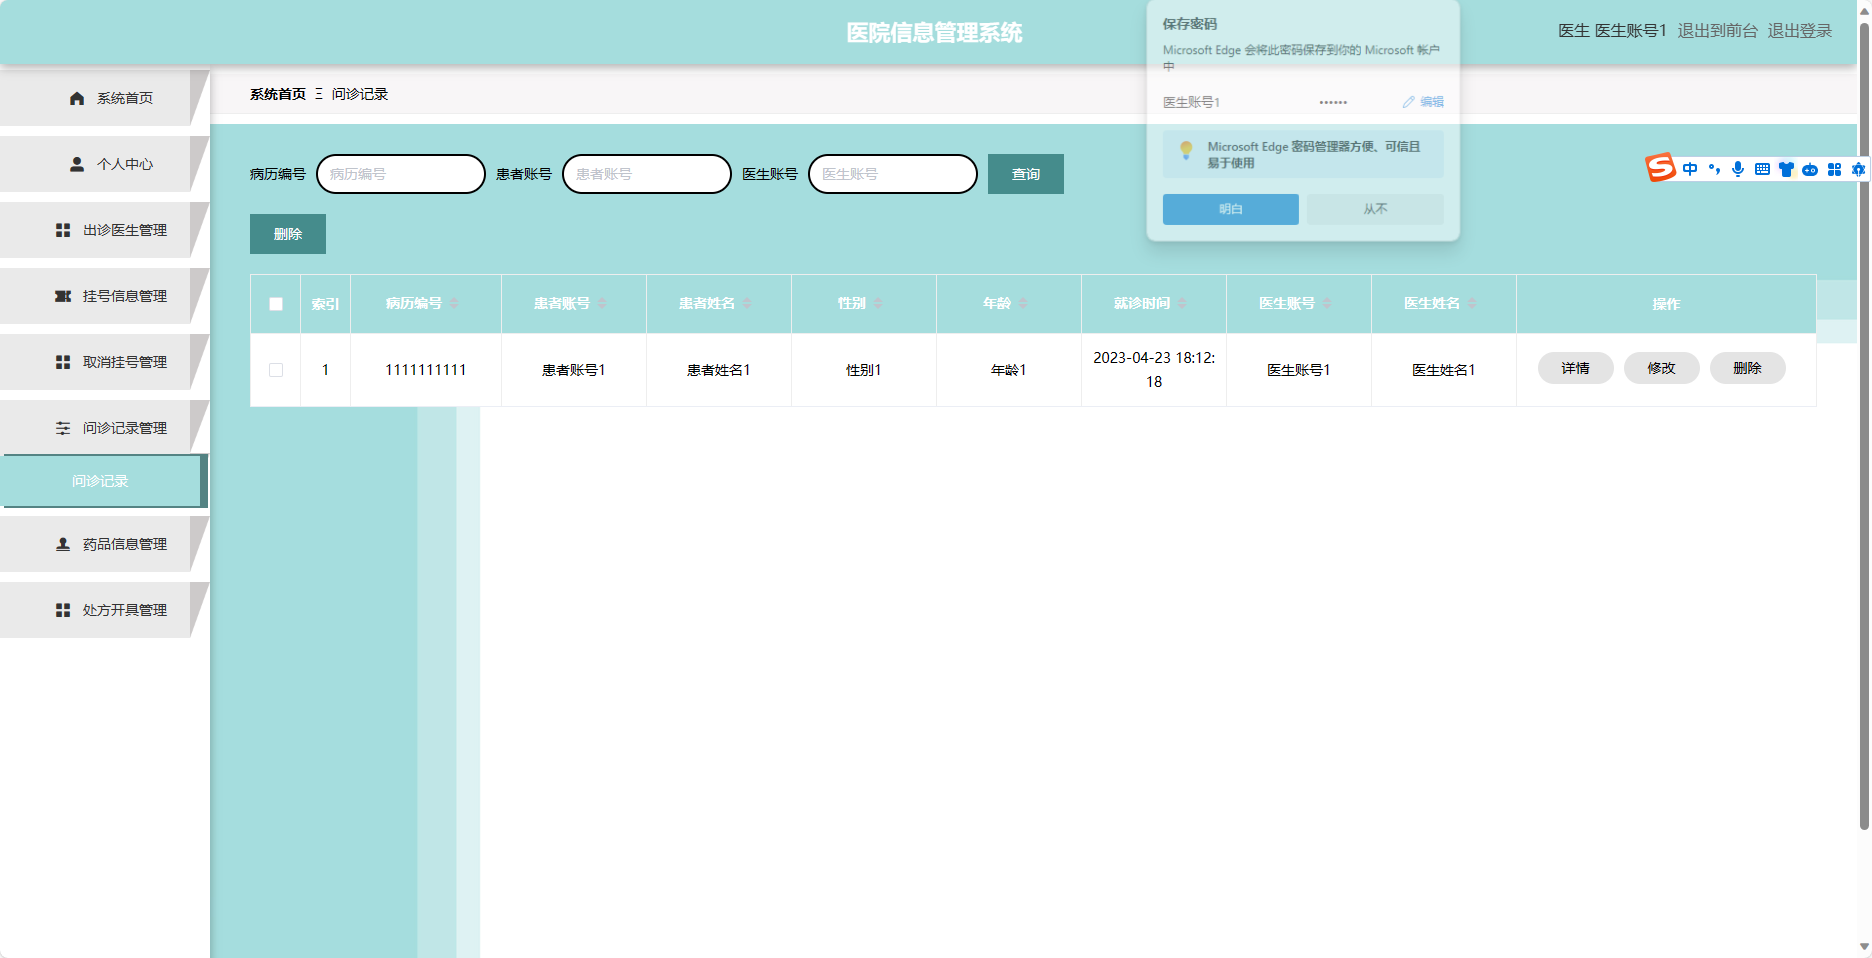 医院信息管理系统
医生 医生账号1 退出到前台 退出登录
保存密码
Microsoft Edge 会将此密码保存到你的 Microsoft 帐户
中
医生账号1 •••••• 编辑
Microsoft Edge 密码管理器方便、可信且
易于使用
明白 从不
系统首页
个人中心
出诊医生管理
挂号信息管理
取消挂号管理
问诊记录管理
问诊记录
药品信息管理
处方开具管理
系统首页 Ξ 问诊记录
病历编号 病历编号 患者账号 患者账号 医生账号 医生账号 查询
中
删除
索引 病历编号 患者账号 患者姓名 性别 年龄 就诊时间 医生账号 医生姓名 操作
1 1111111111 患者账号1 患者姓名1 性别1 年龄1 2023-04-23 18:12: 医生账号1 医生姓名1 详情 修改 删除
18